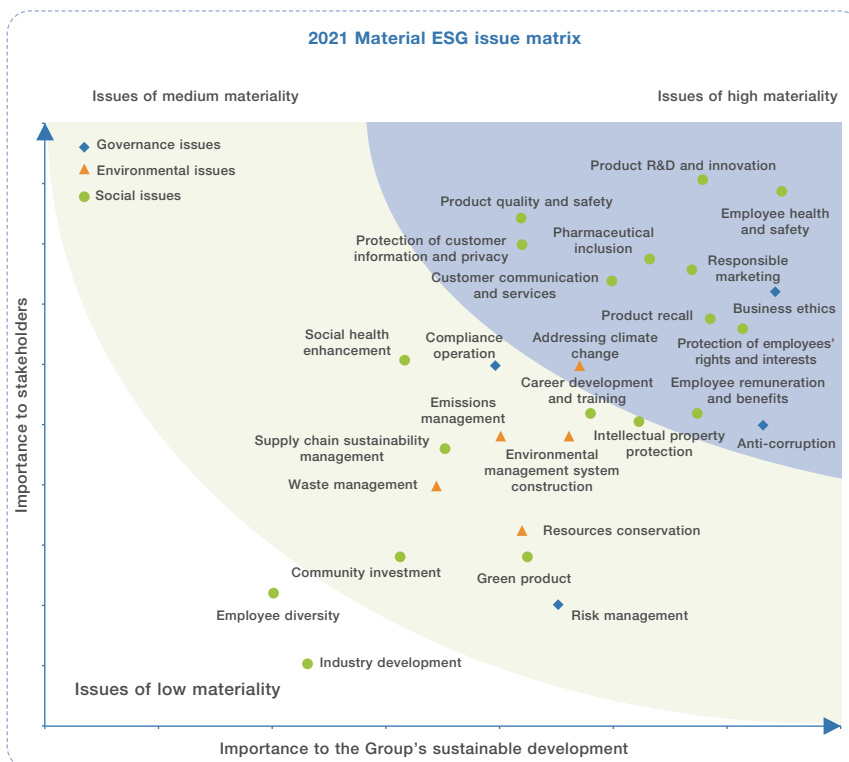 2021 Material ESG issue matrix
Issues of medium materiality
Issues of high materiality
Governance issues
Environmental issues
Social issues
Product R&D and innovation
Employee health
and safety
Product quality and safety
Protection of customer
information and privacy
Pharmaceutical
inclusion
Customer communication
and services
Responsible
marketing
Business ethics
Product recall
Protection of employees'
rights and interests
Social health
enhancement
Compliance
operation
Addressing climate
change
Career development
and training
Employee remuneration
and benefits
Emissions
management
Intellectual property
protection
Anti-corruption
Supply chain sustainability
management
Environmental
management system
construction
Waste management
Resources conservation
Community investment
Green product
Employee diversity
Risk management
Industry development
Issues of low materiality
Importance to stakeholders
Importance to the Group's sustainable development